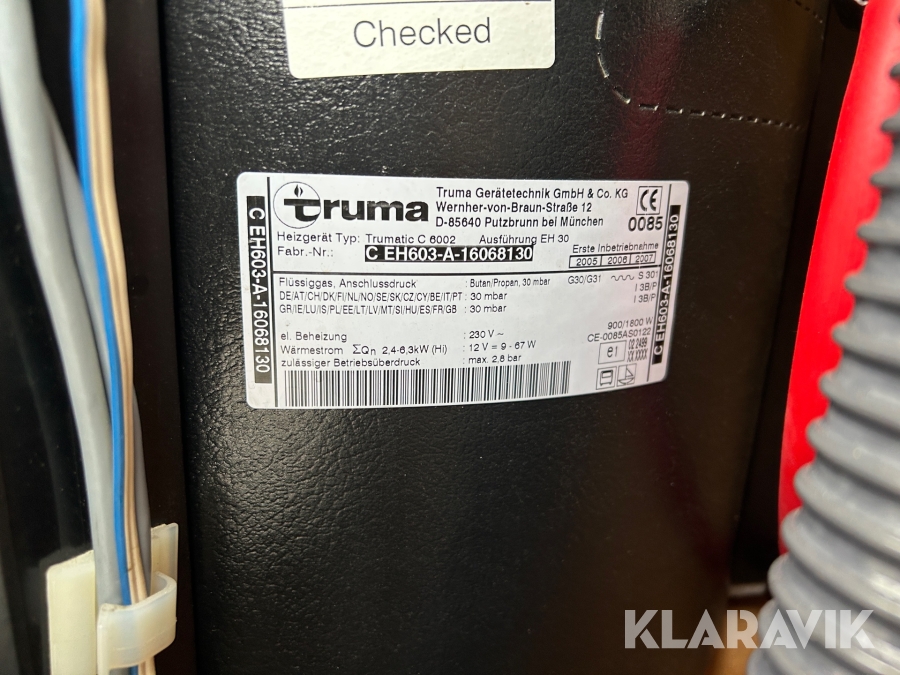 Checked
truma
Truma Gerätetechnik GmbH & Co. KG
Wernher-von-Braun-Straße 12
D-85640 Putzbrunn bei München
CE
0085
Heizgerät Typ: Trumatic C 6002 Ausführung EH 30
Fabr.-Nr.: C EH603-A-16068130
Erste Inbetriebnahme
2005 2006 2007
Flüssiggas, Anschlussdruck : Butan/Propan, 30 mbar G30/G31 S 301
DE/AT/CH/DK/FI/NL/NO/SE/SK/CZ/CY/BE/IT/PT : 30 mbar I 3B/P
GR/IE/LU/IS/PL/EE/LT/LV/MT/SI/HU/ES/FR/GB : 30 mbar I 3B/P
el. Beheizung : 230 V ~ 900/1800 W
Wärmestrom ΣQn 2,4-6,3kW (Hi) : 12 V = 9 - 67 W CE-0085AS0122
zulässiger Betriebsüberdruck : max. 2,8 bar
e1
C EH603-A-16068130
C EH603-A-16068130
KLARAVIK